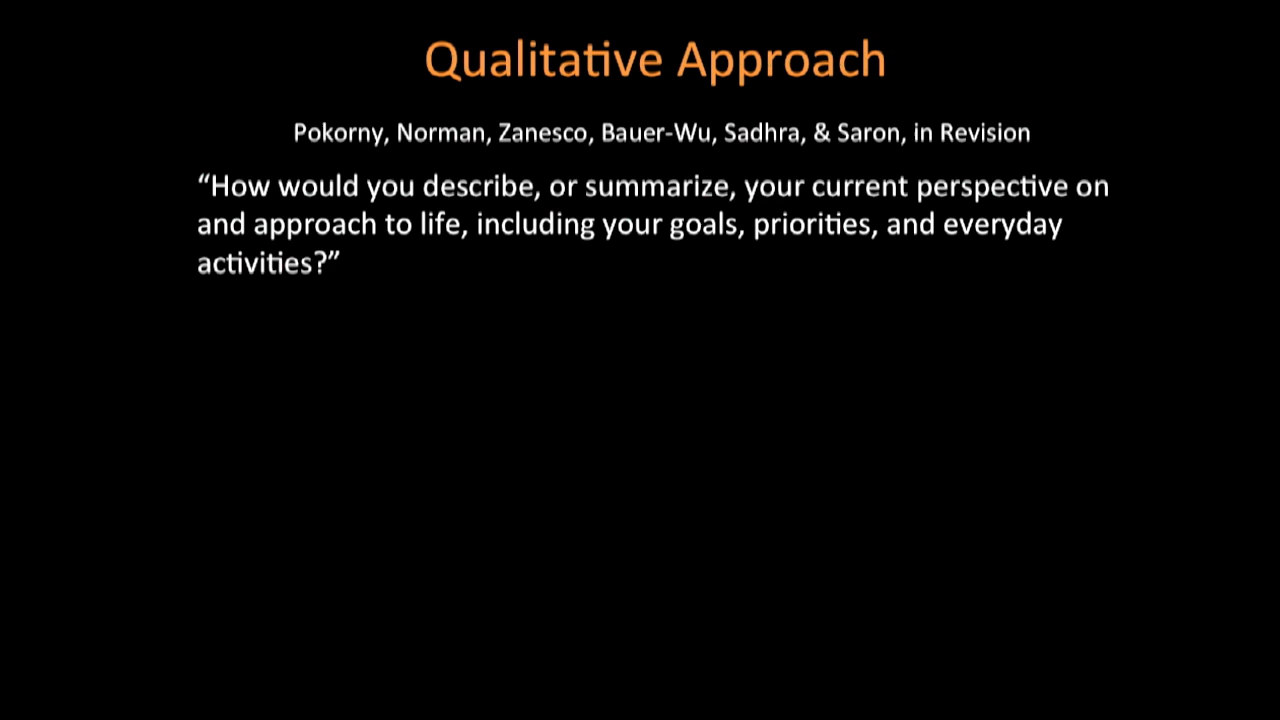 Qualitative Approach
Pokorny, Norman, Zanesco, Bauer-Wu, Sadhra, & Saron, in Revision
“How would you describe, or summarize, your current perspective on
and approach to life, including your goals, priorities, and everyday
activities?”